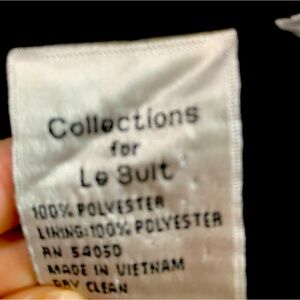 Collections
for
Le Suit
100% POLYESTER
LINING:100% POLYESTER
RN 54050
MADE IN VIETNAM
DRY CLEAN